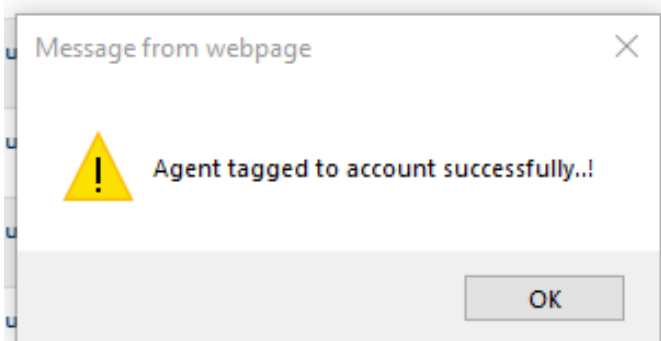 Message from webpage
u
u
Agent tagged to account successfully..!
u
OK
u